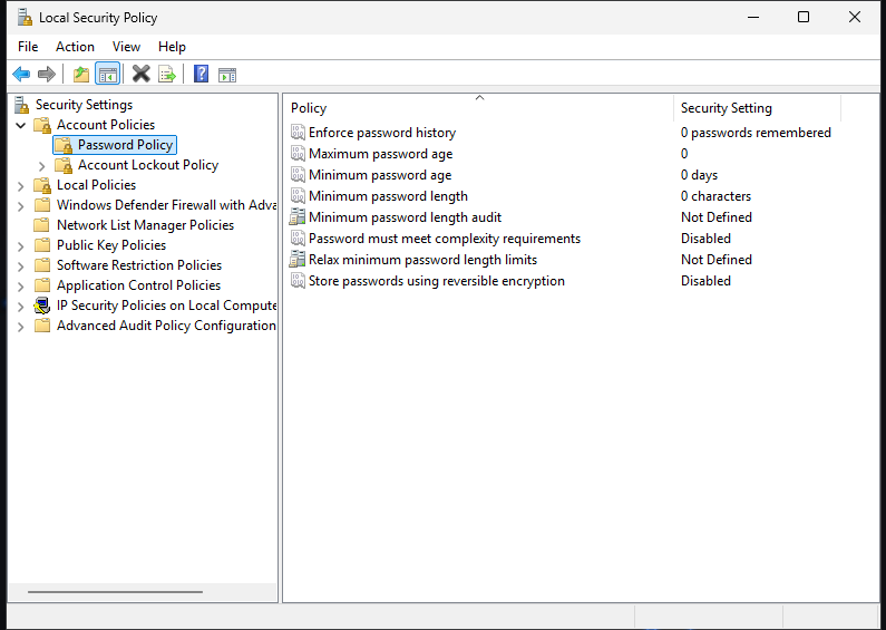 Local Security Policy
File Action View Help
Security Settings
Account Policies
Password Policy
Account Lockout Policy
Local Policies
Windows Defender Firewall with Adva
Network List Manager Policies
Public Key Policies
Software Restriction Policies
Application Control Policies
IP Security Policies on Local Compute
Advanced Audit Policy Configuration
Policy Security Setting
Enforce password history 0 passwords remembered
Maximum password age 0
Minimum password age 0 days
Minimum password length 0 characters
Minimum password length audit Not Defined
Password must meet complexity requirements Disabled
Relax minimum password length limits Not Defined
Store passwords using reversible encryption Disabled